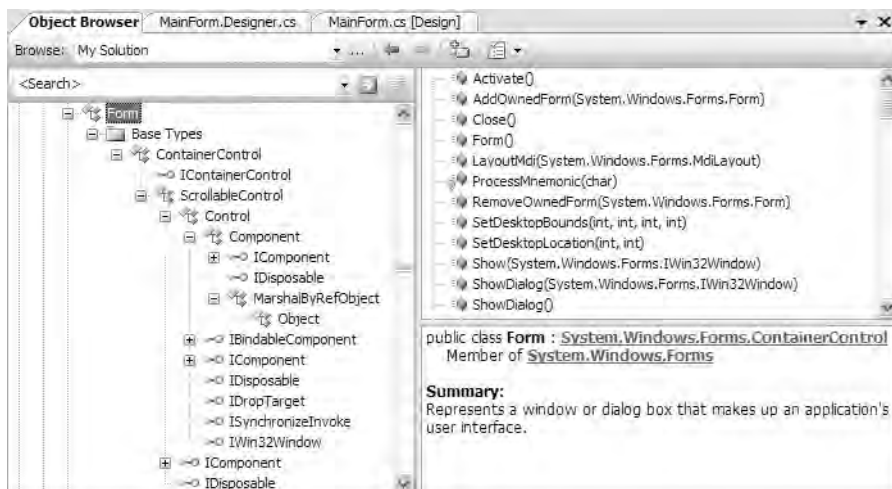 Object Browser MainForm.Designer.cs MainForm.cs [Design]
Browse: My Solution ...
<Search>
Form
Base Types
ContainerControl
IContainerControl
ScrollableControl
Control
Component
IComponent
IDisposable
MarshalByRefObject
Object
IBindableComponent
IComponent
IDisposable
IDropTarget
ISynchronizeInvoke
IWin32Window
IComponent
IDisposable
Activate()
AddOwnedForm(System.Windows.Forms.Form)
Close()
Form()
LayoutMdi(System.Windows.Forms.MdiLayout)
ProcessMnemonic(char)
RemoveOwnedForm(System.Windows.Forms.Form)
SetDesktopBounds(int, int, int, int)
SetDesktopLocation(int, int)
Show(System.Windows.Forms.IWin32Window)
ShowDialog(System.Windows.Forms.IWin32Window)
ShowDialog()
public class Form : System.Windows.Forms.ContainerControl
Member of System.Windows.Forms
Summary:
Represents a window or dialog box that makes up an application's
user interface.